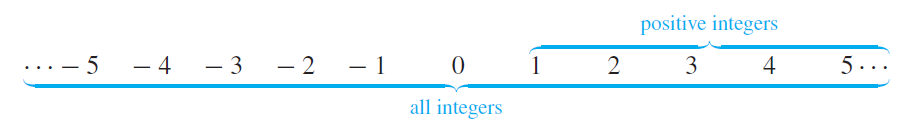 positive integers
··· − 5 − 4 − 3 − 2 − 1 0 1 2 3 4 5 ···
all integers